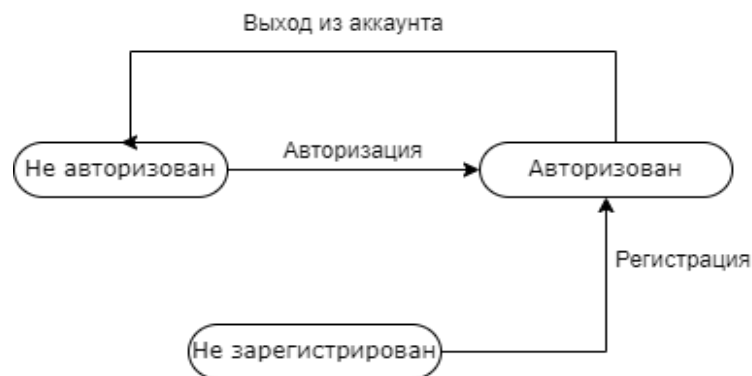 Выход из аккаунта
Не авторизован
Авторизация
Авторизован
Регистрация
Не зарегистрирован